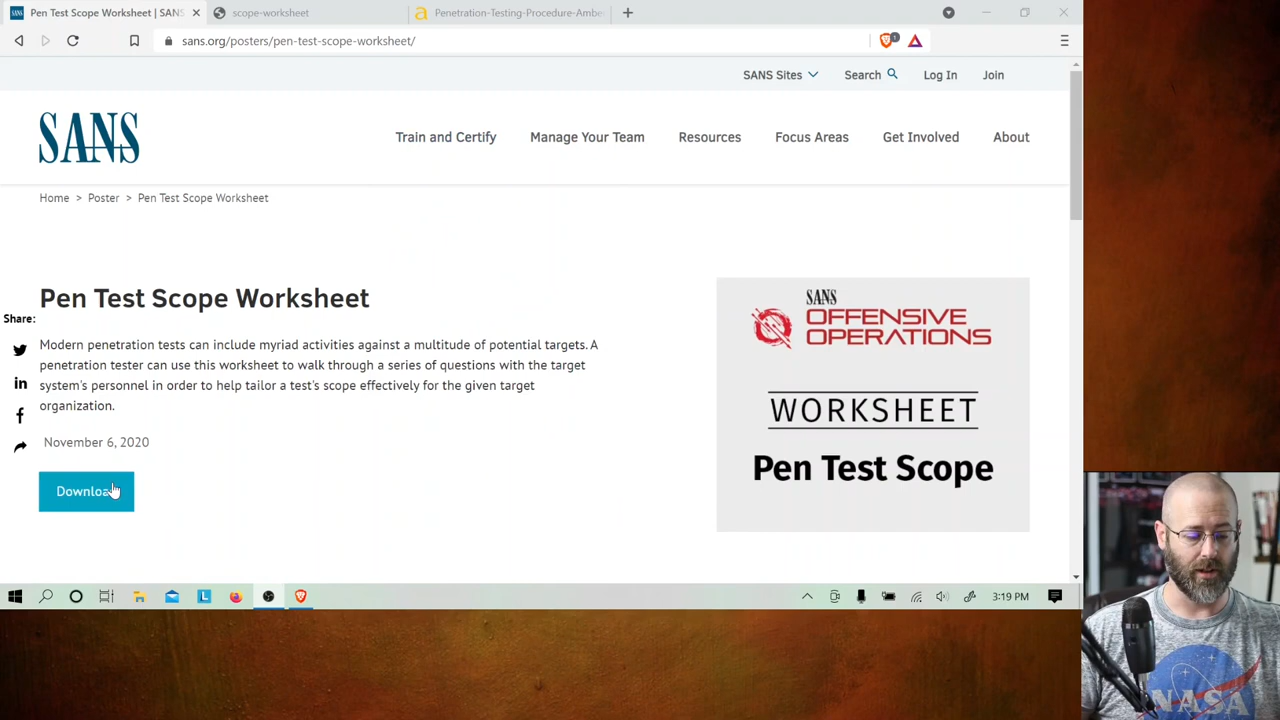 Pen Test Scope Worksheet | SANS
scope-worksheet
Penetration-Testing-Procedure-Ambe
sans.org/posters/pen-test-scope-worksheet/
SANS Sites
Search
Log In
Join
SANS
Train and Certify
Manage Your Team
Resources
Focus Areas
Get Involved
About
Home > Poster > Pen Test Scope Worksheet
Pen Test Scope Worksheet
Share:
Modern penetration tests can include myriad activities against a multitude of potential targets. A
penetration tester can use this worksheet to walk through a series of questions with the target
system's personnel in order to help tailor a test's scope effectively for the given target
organization.
November 6, 2020
Download
SANS
OFFENSIVE
OPERATIONS
WORKSHEET
Pen Test Scope
3:19 PM
NASA